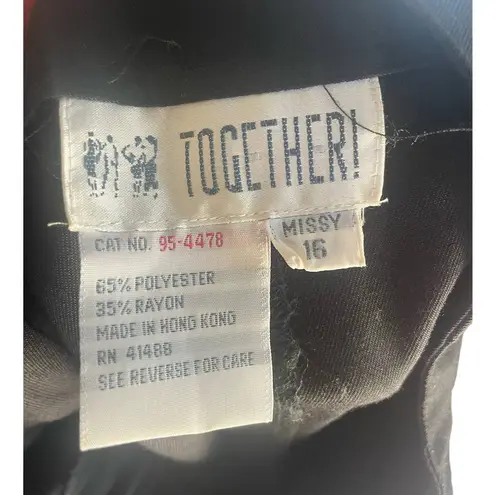 TOGETHER!
CAT NO. 95-4478
MISSY
16
65% POLYESTER
35% RAYON
MADE IN HONG KONG
RN 41488
SEE REVERSE FOR CARE